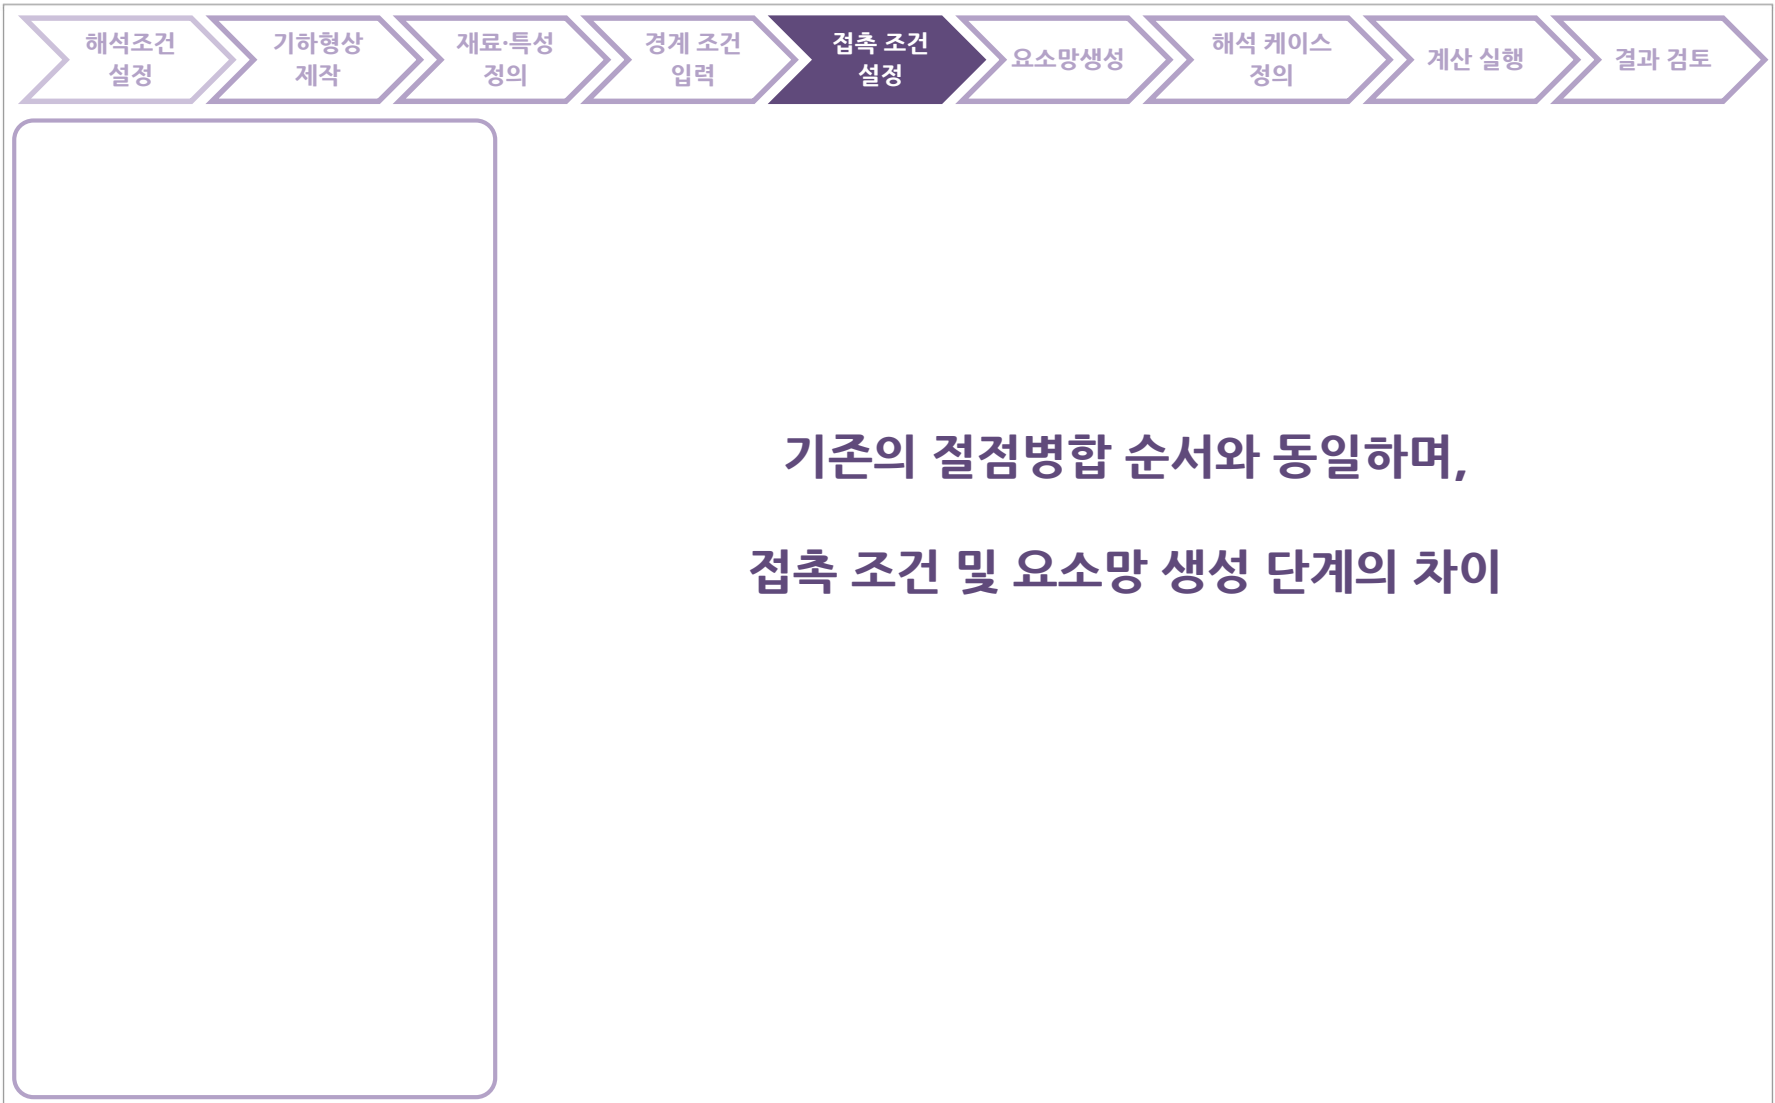 해석조건
설정
기하형상
제작
재료·특성
정의
경계 조건
입력
접촉 조건
설정
요소망생성
해석 케이스
정의
계산 실행
결과 검토
기존의 절점병합 순서와 동일하며,
접촉 조건 및 요소망 생성 단계의 차이